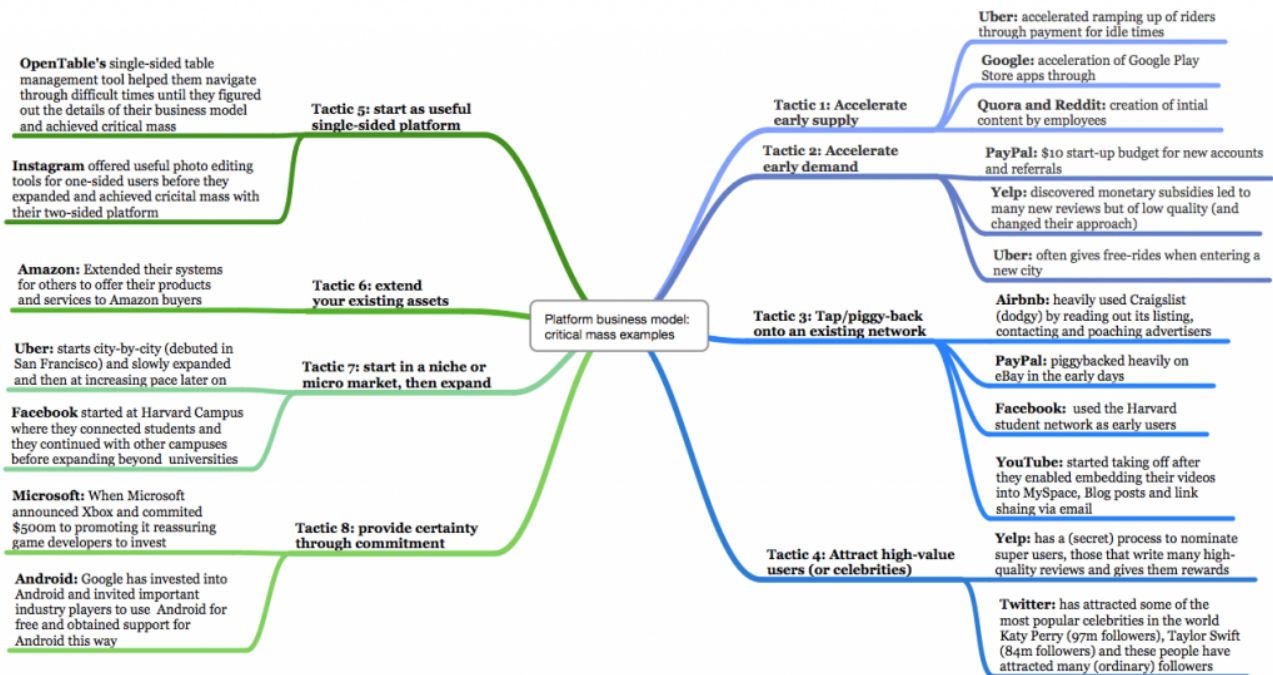 Platform business model:
critical mass examples
Tactic 1: Accelerate
early supply
Uber: accelerated ramping up of riders
through payment for idle times
Google: acceleration of Google Play
Store apps through
Quora and Reddit: creation of intial
content by employees
Tactic 2: Accelerate
early demand
PayPal: $10 start-up budget for new accounts
and referrals
Yelp: discovered monetary subsidies led to
many new reviews but of low quality (and
changed their approach)
Uber: often gives free-rides when entering a
new city
Tactic 3: Tap/piggy-back
onto an existing network
Airbnb: heavily used Craigslist
(dodgy) by reading out its listing,
contacting and poaching advertisers
PayPal: piggybacked heavily on
eBay in the early days
Facebook: used the Harvard
student network as early users
YouTube: started taking off after
they enabled embedding their videos
into MySpace, Blog posts and link
shaing via email
Tactic 4: Attract high-value
users (or celebrities)
Yelp: has a (secret) process to nominate
super users, those that write many high-
quality reviews and gives them rewards
Twitter: has attracted some of the
most popular celebrities in the world
Katy Perry (97m followers), Taylor Swift
(84m followers) and these people have
attracted many (ordinary) followers
Tactic 5: start as useful
single-sided platform
OpenTable's single-sided table
management tool helped them navigate
through difficult times until they figured
out the details of their business model
and achieved critical mass
Instagram offered useful photo editing
tools for one-sided users before they
expanded and achieved cricital mass with
their two-sided platform
Tactic 6: extend
your existing assets
Amazon: Extended their systems
for others to offer their products
and services to Amazon buyers
Tactic 7: start in a niche or
micro market, then expand
Uber: starts city-by-city (debuted in
San Francisco) and slowly expanded
and then at increasing pace later on
Facebook started at Harvard Campus
where they connected students and
they continued with other campuses
before expanding beyond universities
Tactic 8: provide certainty
through commitment
Microsoft: When Microsoft
announced Xbox and commited
$500m to promoting it reassuring
game developers to invest
Android: Google has invested into
Android and invited important
industry players to use Android for
free and obtained support for
Android this way